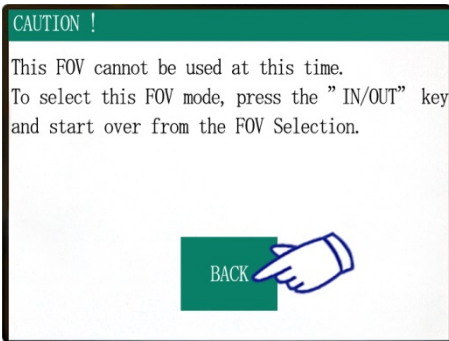 CAUTION !
This FOV cannot be used at this time.
To select this FOV mode, press the ” IN/OUT” key
and start over from the FOV Selection.
BACK